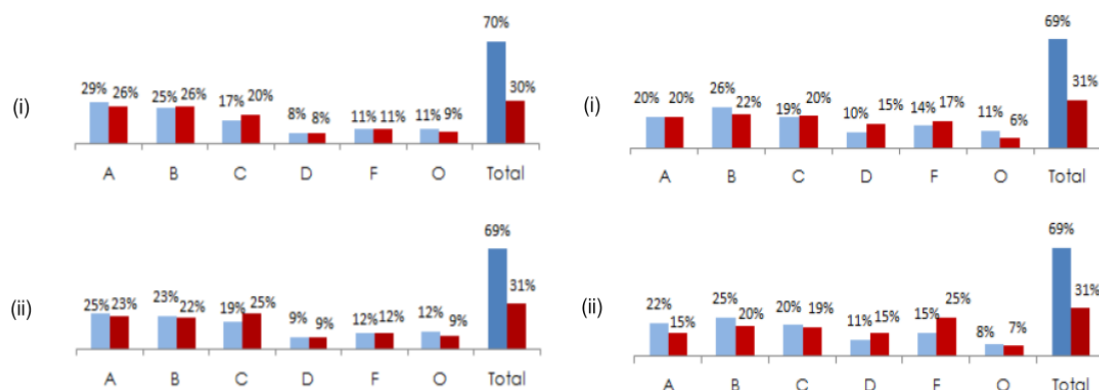 70%
29% 26% 25% 26% 17% 20% 8% 8% 11% 11% 11% 9% 30%
(i)
A B C D F O Total
69%
20% 20% 26% 22% 19% 20% 10% 15% 14% 17% 11% 6% 31%
(i)
A B C D F O Total
69%
25% 23% 23% 22% 19% 25% 9% 9% 12% 12% 12% 9% 31%
(ii)
A B C D F O Total
69%
22% 15% 25% 20% 20% 19% 11% 15% 15% 25% 8% 7% 31%
(ii)
A B C D F O Total